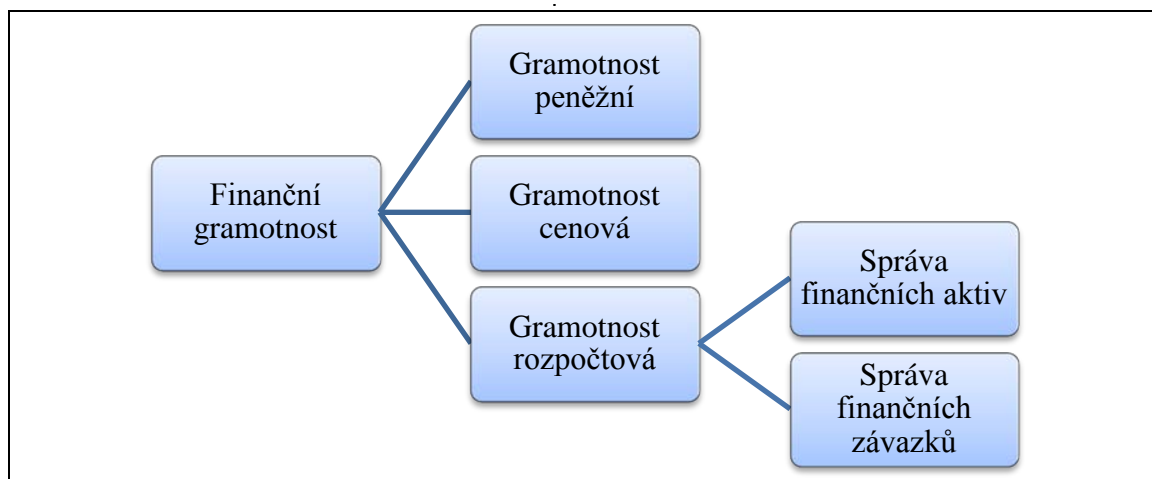 Gramotnost
peněžní
Finanční
gramotnost
Gramotnost
cenová
Gramotnost
rozpočtová
Správa
finančních aktiv
Správa
finančních
závazků